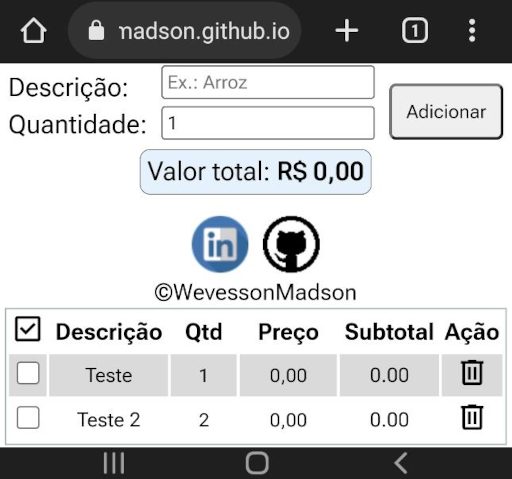 madson.github.io
1
Descrição:
Ex.: Arroz
Quantidade:
1
Adicionar
Valor total: R$ 0,00
in
©WevessonMadson
Descrição Qtd Preço Subtotal Ação
Teste 1 0,00 0.00
Teste 2 2 0,00 0.00